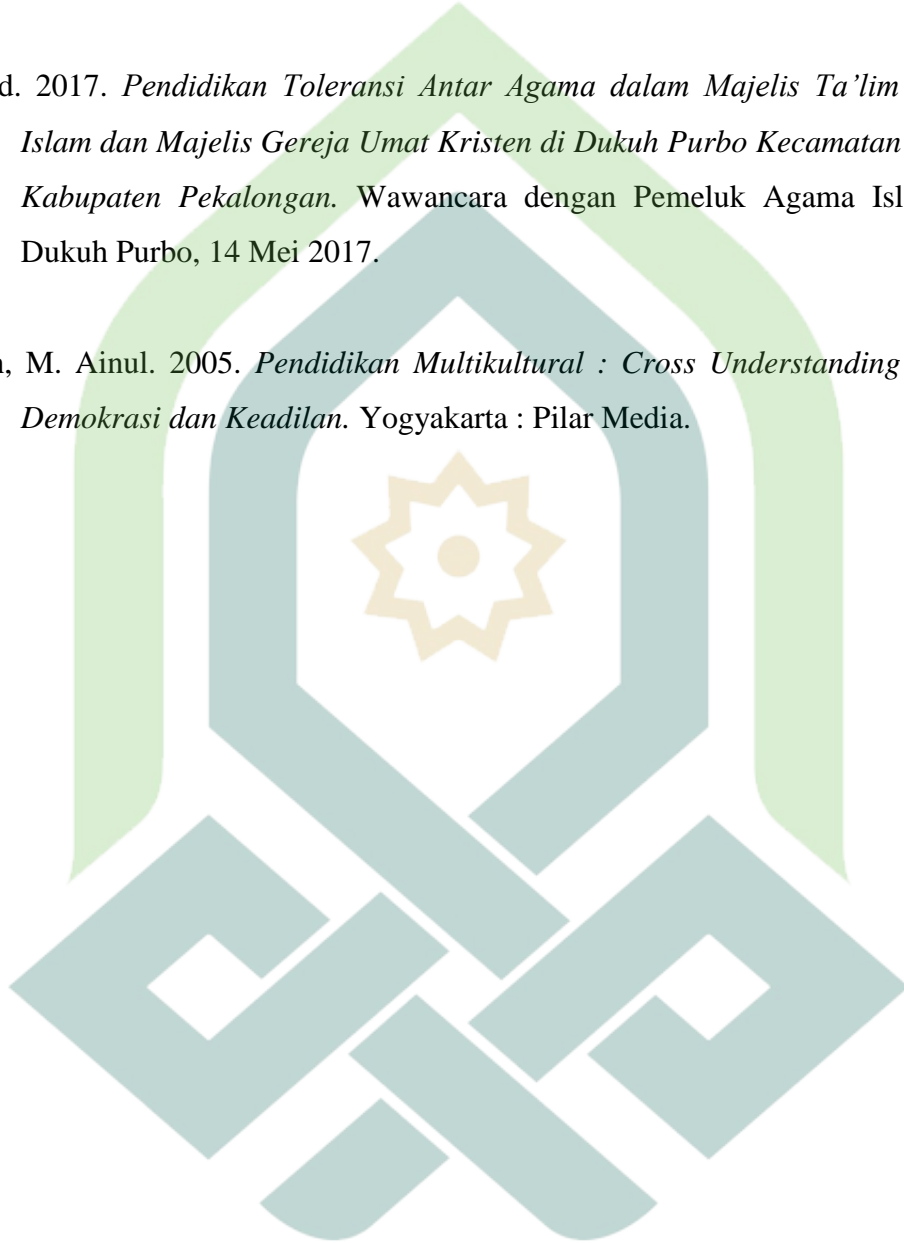 d. 2017. Pendidikan Toleransi Antar Agama dalam Majelis Ta’lim
Islam dan Majelis Gereja Umat Kristen di Dukuh Purbo Kecamatan
Kabupaten Pekalongan. Wawancara dengan Pemeluk Agama Isl
Dukuh Purbo, 14 Mei 2017.
, M. Ainul. 2005. Pendidikan Multikultural : Cross Understanding
Demokrasi dan Keadilan. Yogyakarta : Pilar Media.